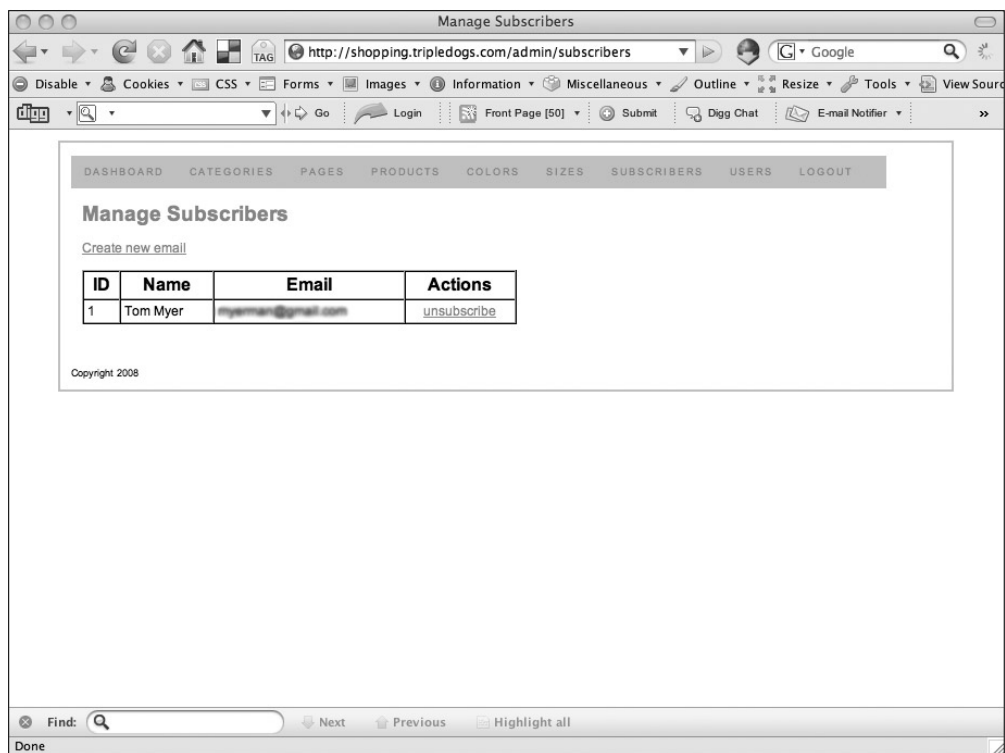 Manage Subscribers
TAG http://shopping.tripledogs.com/admin/subscribers G Google
Disable Cookies CSS Forms Images Information Miscellaneous Outline Resize Tools View Sourc
digg Go Login Front Page [50] Submit Digg Chat E-mail Notifier »
DASHBOARD CATEGORIES PAGES PRODUCTS COLORS SIZES SUBSCRIBERS USERS LOGOUT
Manage Subscribers
Create new email
ID Name Email Actions
1 Tom Myer unsubscribe
Copyright 2008
Find: Next Previous Highlight all
Done